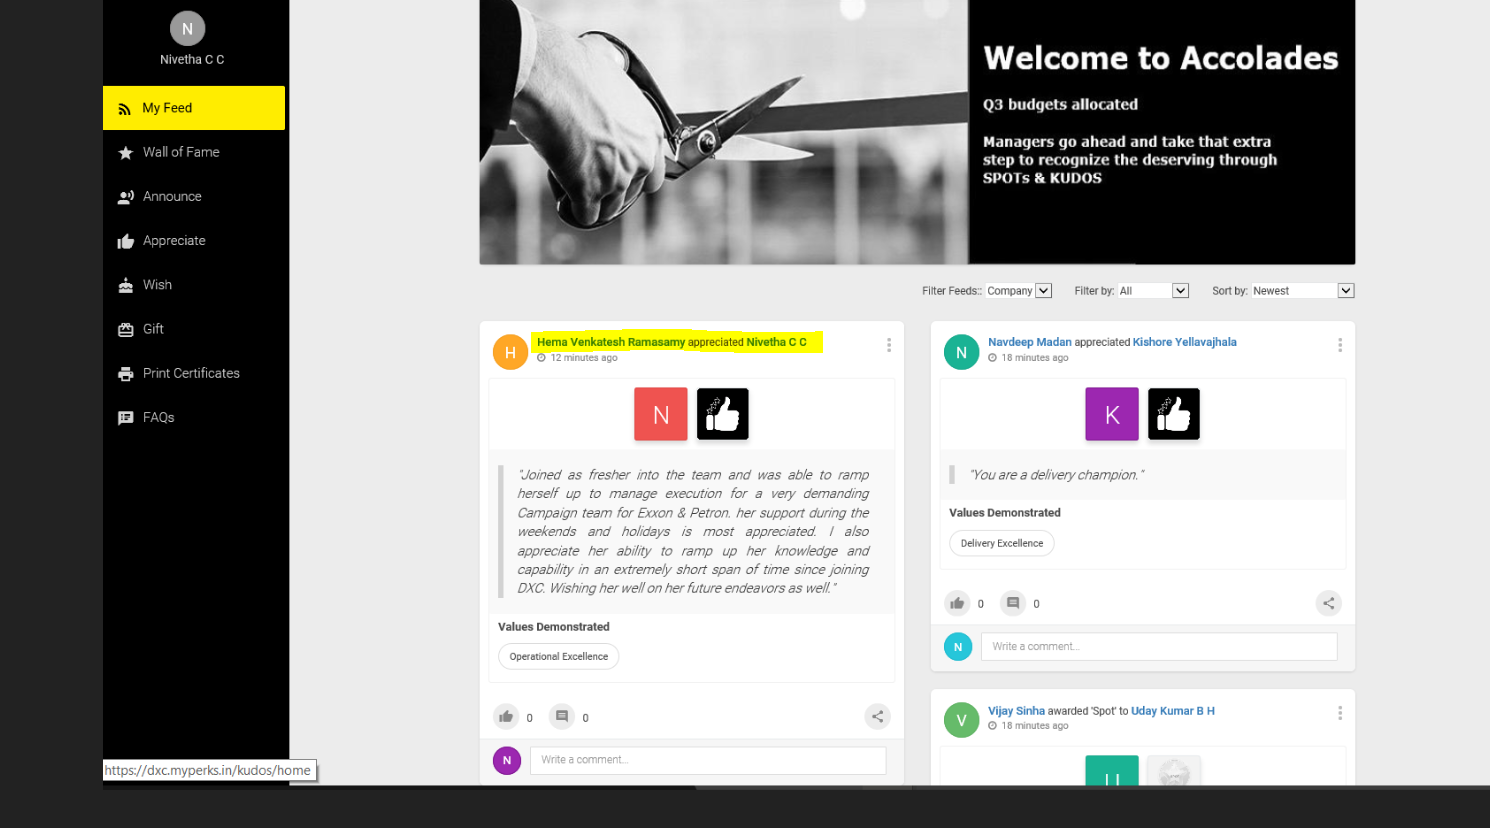 N
Nivetha C C
My Feed
Wall of Fame
Announce
Appreciate
Wish
Gift
Print Certificates
FAQs
https://dxc.myperks.in/kudos/home
Welcome to Accolades
Q3 budgets allocated
Managers go ahead and take that extra
step to recognize the deserving through
SPOTs & KUDOS
Filter Feeds:: Company Filter by: All Sort by: Newest
H
Hema Venkatesh Ramasamy appreciated Nivetha C C
12 minutes ago
N
"Joined as fresher into the team and was able to ramp
herself up to manage execution for a very demanding
Campaign team for Exxon & Petron. her support during the
weekends and holidays is most appreciated. I also
appreciate her ability to ramp up her knowledge and
capability in an extremely short span of time since joining
DXC. Wishing her well on her future endeavors as well."
Values Demonstrated
Operational Excellence
0 0
N
Write a comment...
N
Navdeep Madan appreciated Kishore Yellavajhala
18 minutes ago
K
"You are a delivery champion."
Values Demonstrated
Delivery Excellence
0 0
N
Write a comment...
V
Vijay Sinha awarded 'Spot' to Uday Kumar B H
18 minutes ago
U